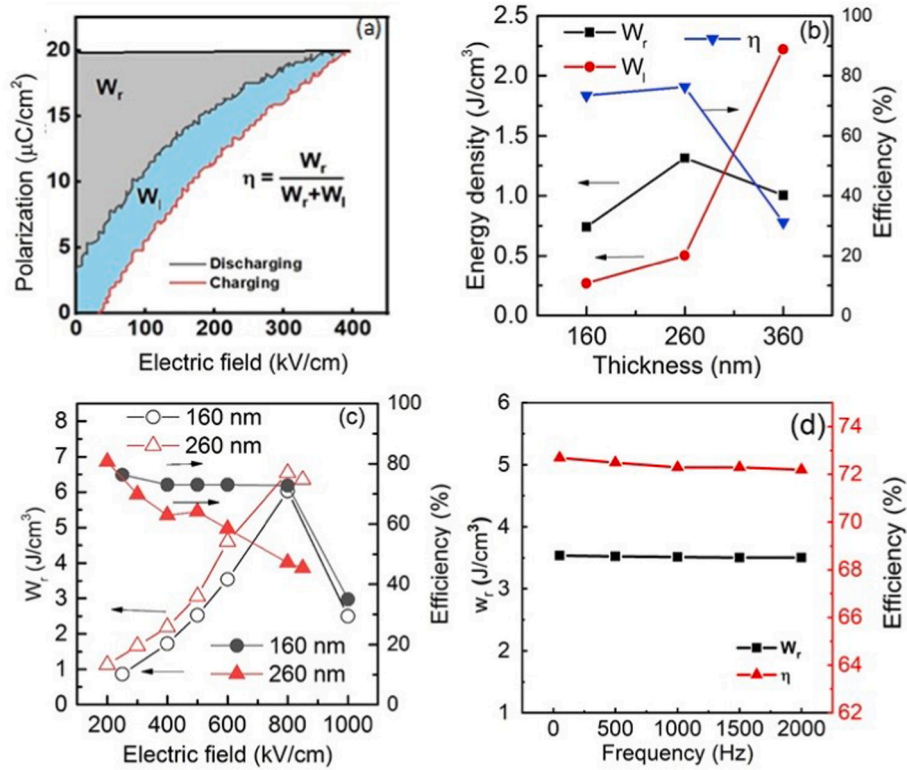 (a)
20
15
10
5
0
Polarization (μC/cm²)
Wr
Wl
η = Wr / Wr+Wl
Discharging
Charging
0 100 200 300 400
Electric field (kV/cm)
(b)
Wr
Wl
η
2.5
2.0
1.5
1.0
0.5
0.0
Energy density (J/cm³)
100
80
60
40
20
0
Efficiency (%)
160 260 360
Thickness (nm)
(c)
160 nm
260 nm
8
7
6
5
4
3
2
1
0
Wr (J/cm³)
100
80
60
40
20
0
Efficiency (%)
160 nm
260 nm
200 400 600 800 1000
Electric field (kV/cm)
(d)
6
5
4
3
2
1
wr (J/cm³)
74
72
70
68
66
64
62
Efficiency (%)
Wr
η
0 500 1000 1500 2000
Frequency (Hz)